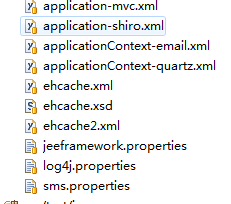 application-mvc.xml
application-shiro.xml
applicationContext-email.xml
applicationContext-quartz.xml
ehcache.xml
ehcache.xsd
ehcache2.xml
jeeframework.properties
log4j.properties
sms.properties